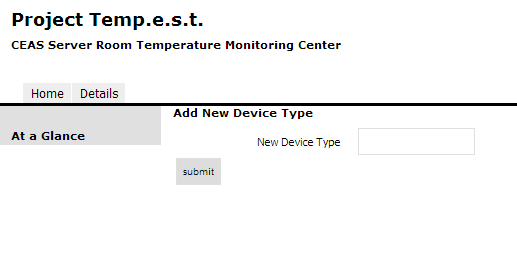 Project Temp.e.s.t.
CEAS Server Room Temperature Monitoring Center
Home Details
Add New Device Type
At a Glance
New Device Type
submit